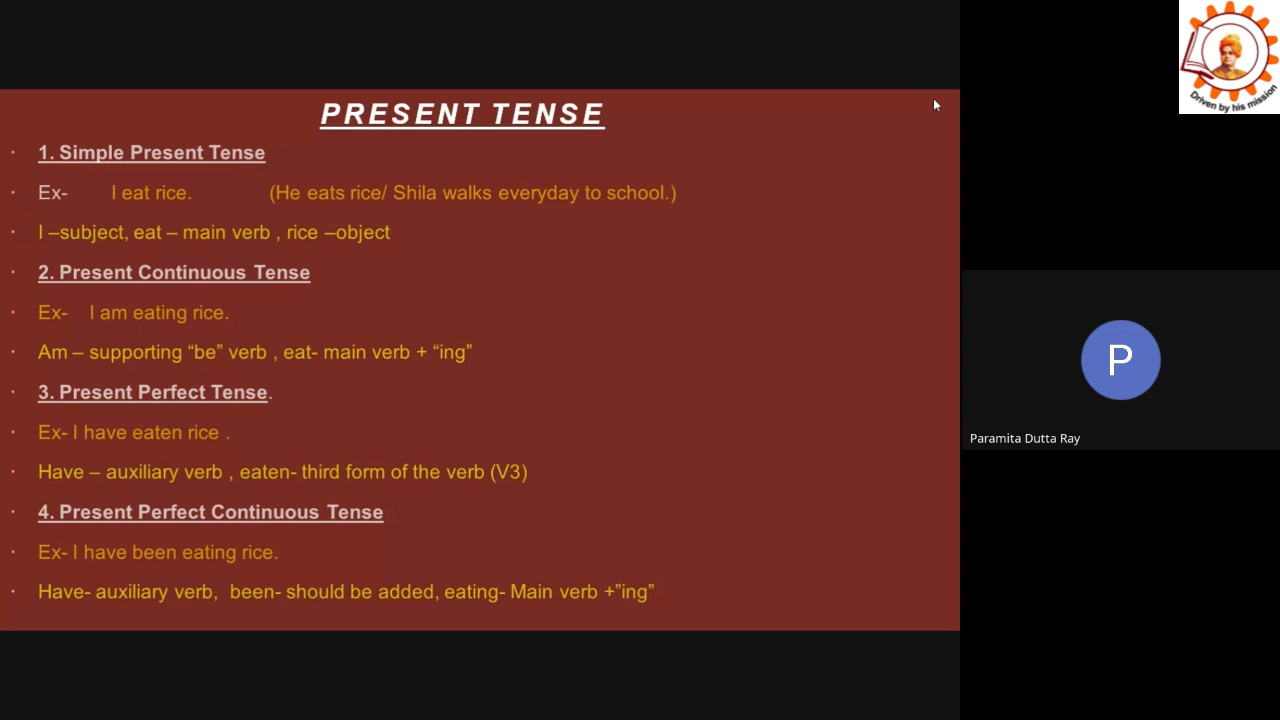 PRESENT TENSE
· 1. Simple Present Tense
· Ex- I eat rice. (He eats rice/ Shila walks everyday to school.)
· I –subject, eat – main verb , rice –object
· 2. Present Continuous Tense
· Ex- I am eating rice.
· Am – supporting “be” verb , eat- main verb + “ing”
· 3. Present Perfect Tense.
· Ex- I have eaten rice .
· Have – auxiliary verb , eaten- third form of the verb (V3)
· 4. Present Perfect Continuous Tense
· Ex- I have been eating rice.
· Have- auxiliary verb, been- should be added, eating- Main verb +”ing”
Driven by his mission
P
Paramita Dutta Ray